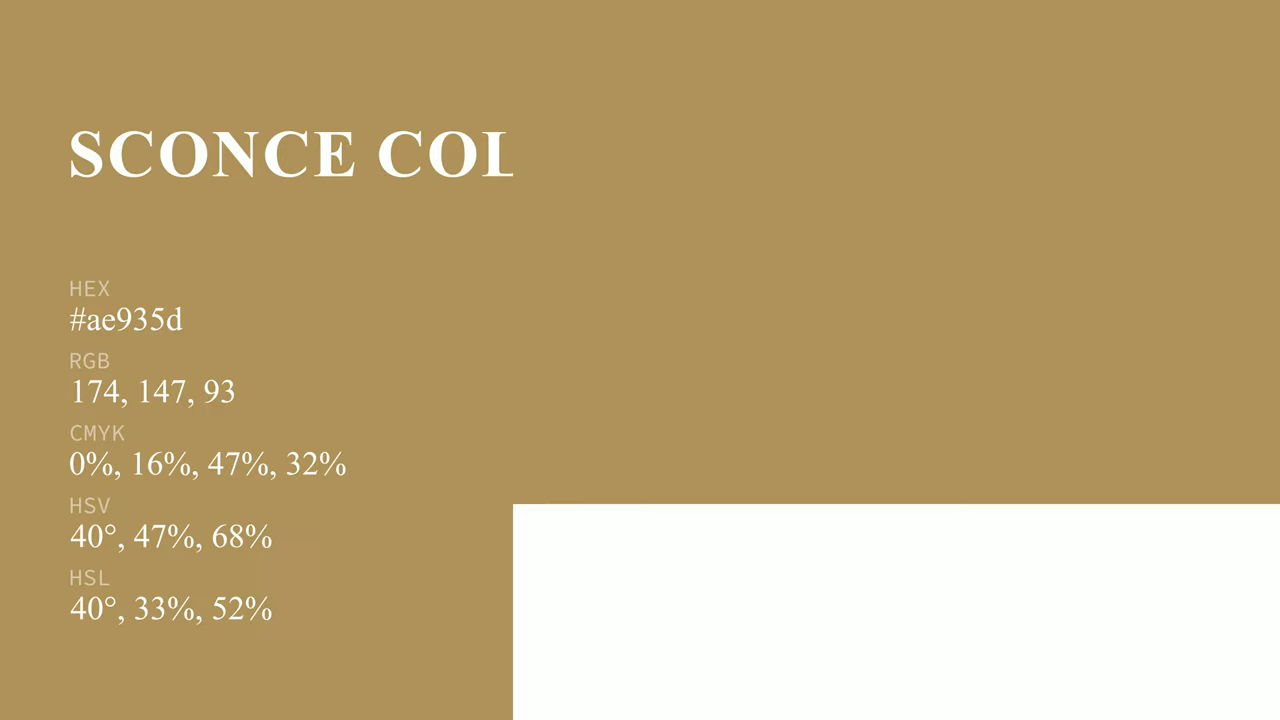 SCONCE COL
HEX
#ae935d
RGB
174, 147, 93
CMYK
0%, 16%, 47%, 32%
HSV
40°, 47%, 68%
HSL
40°, 33%, 52%